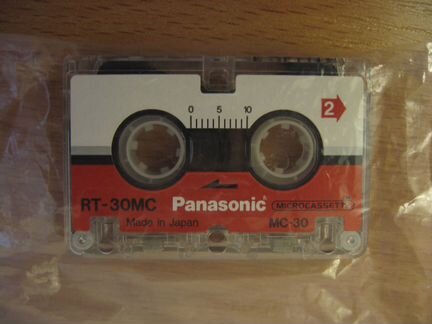 0 5 10
2
RT-30MC Panasonic MICROCASSETTE
Made in Japan MC-30